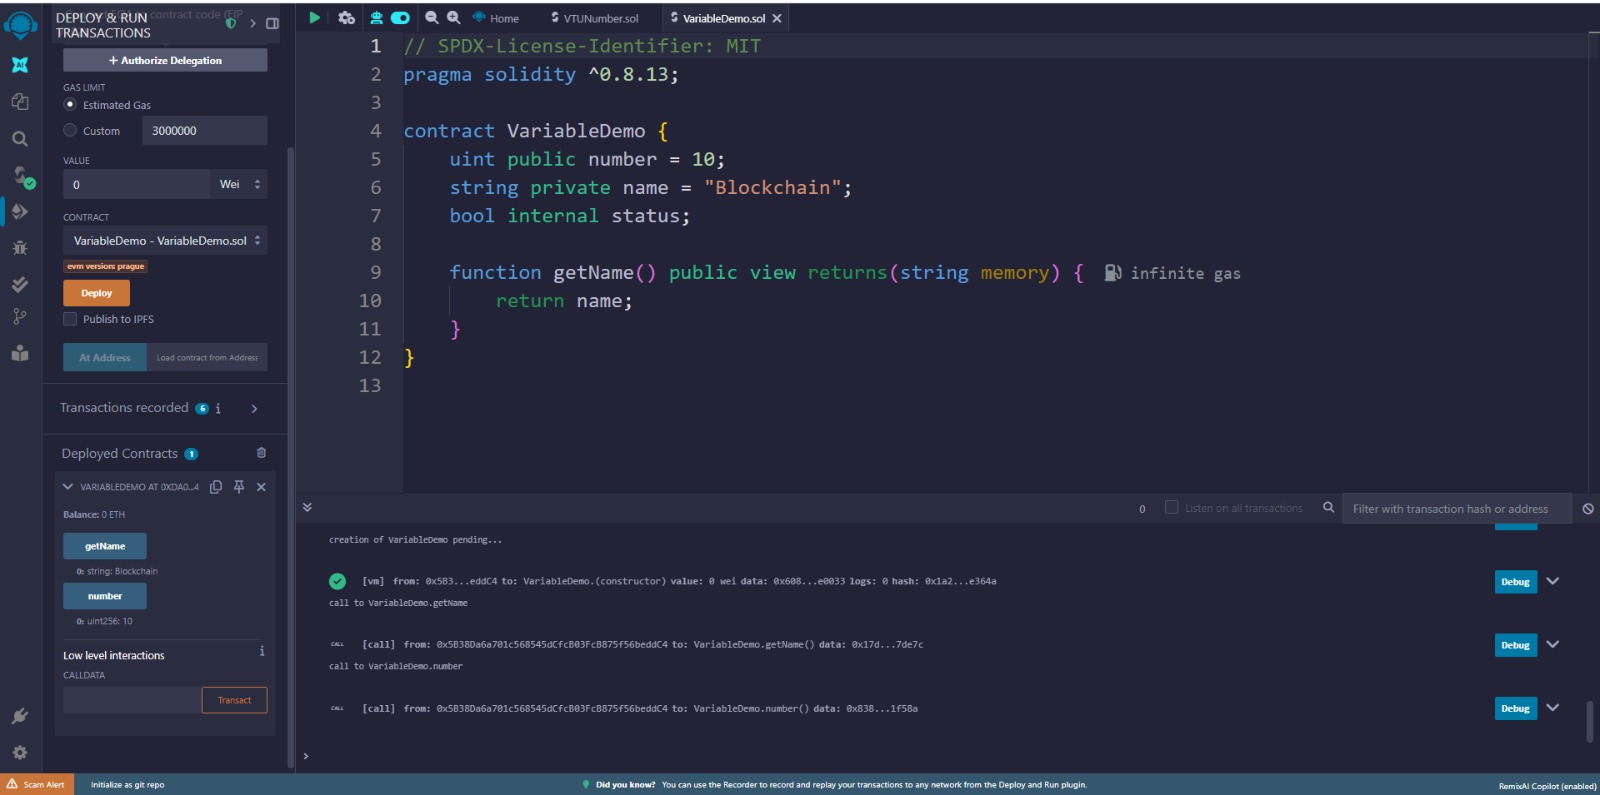 DEPLOY & RUN
TRANSACTIONS
contract code (EIP
+ Authorize Delegation
GAS LIMIT
Estimated Gas
Custom
3000000
VALUE
0
Wei
CONTRACT
VariableDemo - VariableDemo.sol
evm version: prague
Deploy
Publish to IPFS
At Address
Load contract from Address
Transactions recorded 6 i
Deployed Contracts 1
VARIABLEDEMO AT 0XDA0...4
Balance: 0 ETH
getName
0: string: Blockchain
number
0: uint256: 10
Low level interactions
i
CALLDATA
Transact
Home
VTUNumber.sol
VariableDemo.sol
1 // SPDX-License-Identifier: MIT
2 pragma solidity ^0.8.13;
3
4 contract VariableDemo {
5 uint public number = 10;
6 string private name = "Blockchain";
7 bool internal status;
8
9 function getName() public view returns(string memory) { infinite gas
10 return name;
11 }
12 }
13
0
Listen on all transactions
Filter with transaction hash or address
creation of VariableDemo pending...
[vm] from: 0x5B3...eddC4 to: VariableDemo.(constructor) value: 0 wei data: 0x608...e0033 logs: 0 hash: 0x1a2...e364a
Debug
call to VariableDemo.getName
CALL [call] from: 0x5B38Da6a701c568545dCfcB03FcB875f56beddC4 to: VariableDemo.getName() data: 0x17d...7de7c
Debug
call to VariableDemo.number
CALL [call] from: 0x5B38Da6a701c568545dCfcB03FcB875f56beddC4 to: VariableDemo.number() data: 0x838...1f58a
Debug
>
Scam Alert
Initialize as git repo
Did you know? You can use the Recorder to record and replay your transactions to any network from the Deploy and Run plugin.
RemixAI Copilot (enabled)